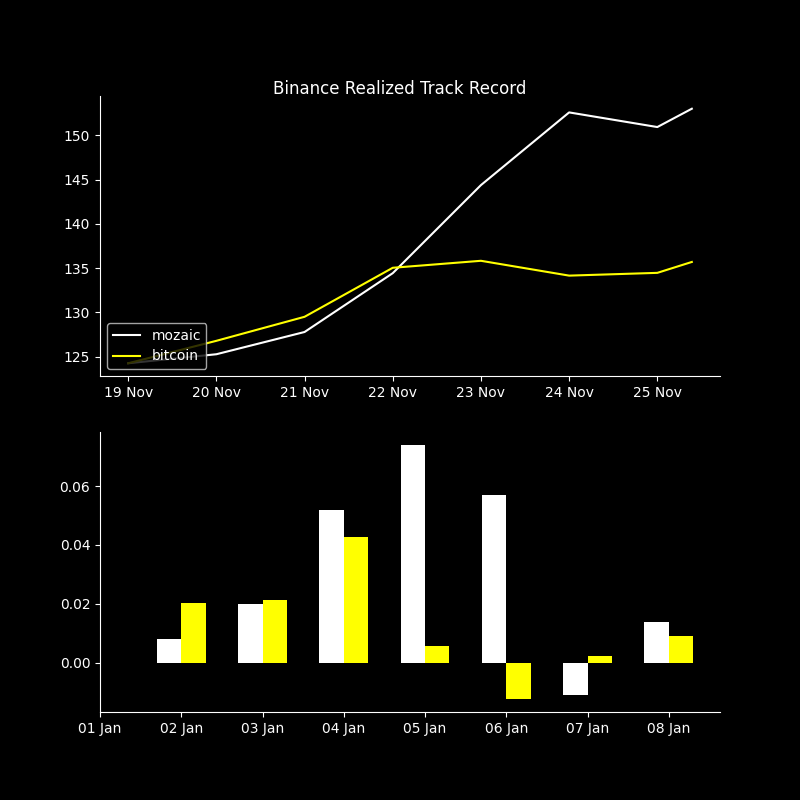 Binance Realized Track Record
150
145
140
135
130
125
mozaic
bitcoin
19 Nov 20 Nov 21 Nov 22 Nov 23 Nov 24 Nov 25 Nov
0.06
0.04
0.02
0.00
01 Jan 02 Jan 03 Jan 04 Jan 05 Jan 06 Jan 07 Jan 08 Jan